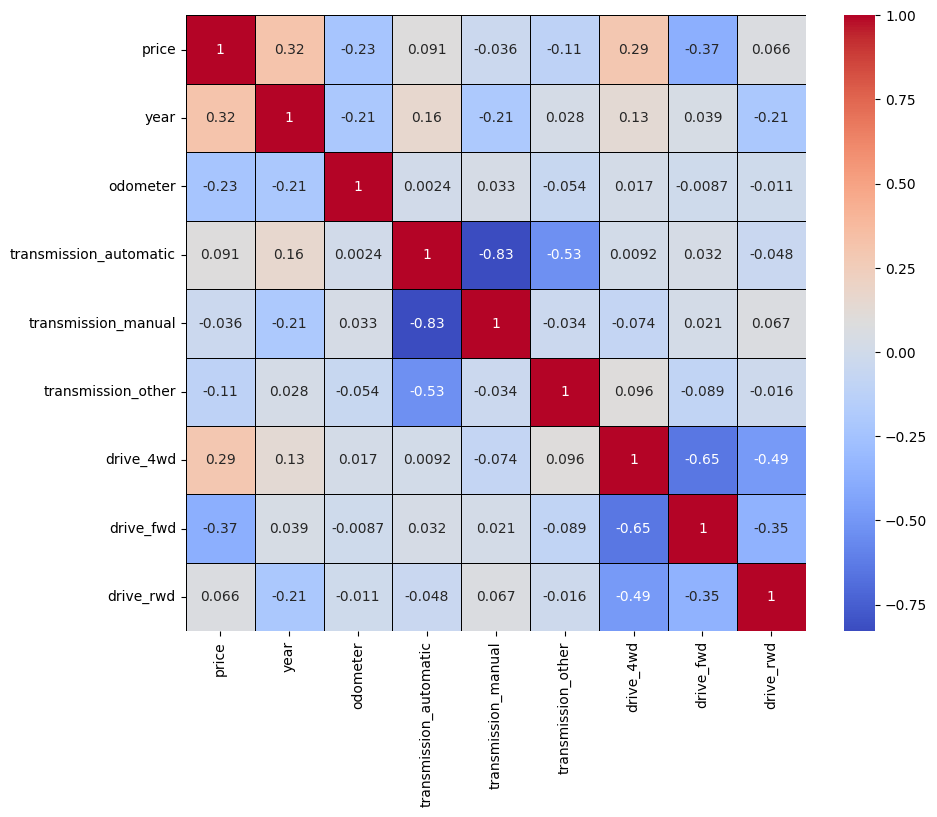 price 1 0.32 -0.23 0.091 -0.036 -0.11 0.29 -0.37 0.066
year 0.32 1 -0.21 0.16 -0.21 0.028 0.13 0.039 -0.21
odometer -0.23 -0.21 1 0.0024 0.033 -0.054 0.017 -0.0087 -0.011
transmission_automatic 0.091 0.16 0.0024 1 -0.83 -0.53 0.0092 0.032 -0.048
transmission_manual -0.036 -0.21 0.033 -0.83 1 -0.034 -0.074 0.021 0.067
transmission_other -0.11 0.028 -0.054 -0.53 -0.034 1 0.096 -0.089 -0.016
drive_4wd 0.29 0.13 0.017 0.0092 -0.074 0.096 1 -0.65 -0.49
drive_fwd -0.37 0.039 -0.0087 0.032 0.021 -0.089 -0.65 1 -0.35
drive_rwd 0.066 -0.21 -0.011 -0.048 0.067 -0.016 -0.49 -0.35 1
price
year
odometer
transmission_automatic
transmission_manual
transmission_other
drive_4wd
drive_fwd
drive_rwd
1.00
0.75
0.50
0.25
0.00
−0.25
−0.50
−0.75